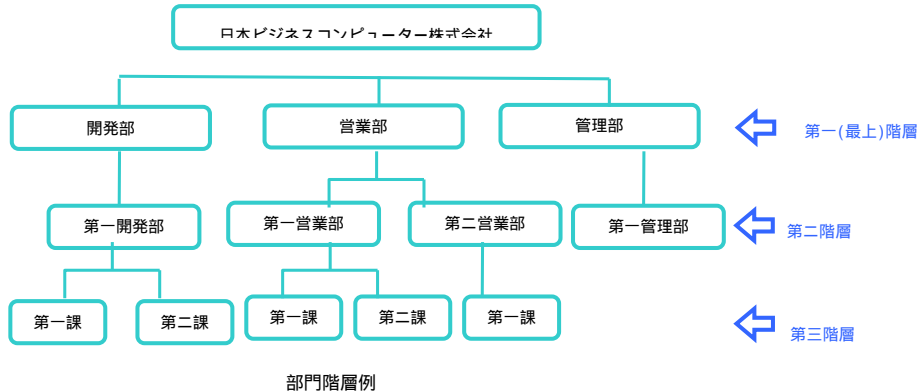 日本ビジネスコンピューター株式会社
開発部
営業部
管理部
第一(最上)階層
第一開発部
第一営業部
第二営業部
第一管理部
第二階層
第一課
第二課
第一課
第二課
第一課
第三階層
部門階層例